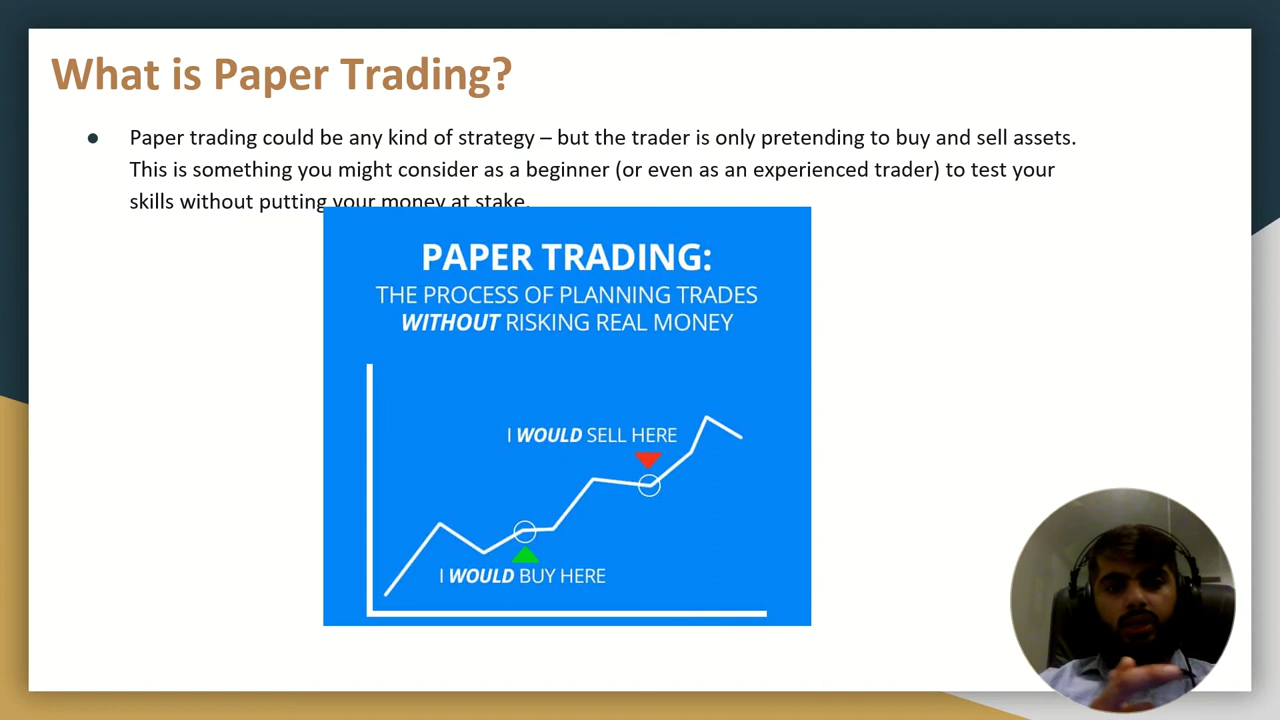 What is Paper Trading?
● Paper trading could be any kind of strategy – but the trader is only pretending to buy and sell assets.
This is something you might consider as a beginner (or even as an experienced trader) to test your
skills without putting your money at stake.
PAPER TRADING:
THE PROCESS OF PLANNING TRADES
WITHOUT RISKING REAL MONEY
I WOULD SELL HERE
I WOULD BUY HERE